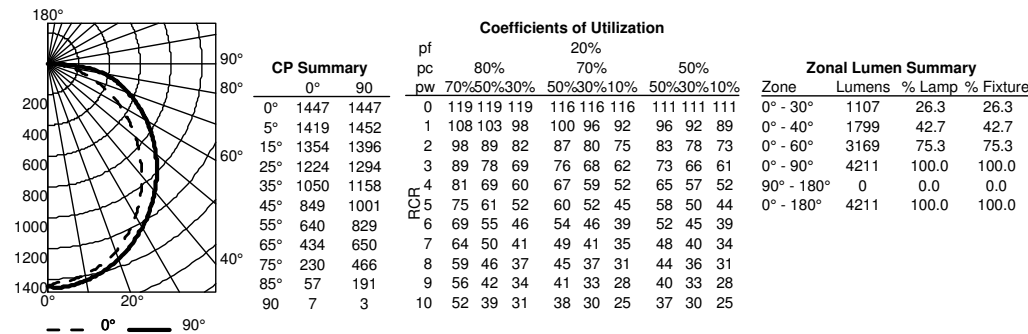 180°
90°
80°
200
400
600
60°
800
1000
1200
40°
1400
0° 20°
0° 90°
CP Summary
0° 90
0° 1447 1447
5° 1419 1452
15° 1354 1396
25° 1224 1294
35° 1050 1158
45° 849 1001
55° 640 829
65° 434 650
75° 230 466
85° 57 191
90 7 3
Coefficients of Utilization
pf 20%
pc 80% 70% 50%
pw 70%50%30% 50%30%10% 50%30%10%
RCR
0 119 119 119 116 116 116 111 111 111
1 108 103 98 100 96 92 96 92 89
2 98 89 82 87 80 75 83 78 73
3 89 78 69 76 68 62 73 66 61
4 81 69 60 67 59 52 65 57 52
5 75 61 52 60 52 45 58 50 44
6 69 55 46 54 46 39 52 45 39
7 64 50 41 49 41 35 48 40 34
8 59 46 37 45 37 31 44 36 31
9 56 42 34 41 33 28 40 33 28
10 52 39 31 38 30 25 37 30 25
Zonal Lumen Summary
Zone Lumens % Lamp % Fixture
0° - 30° 1107 26.3 26.3
0° - 40° 1799 42.7 42.7
0° - 60° 3169 75.3 75.3
0° - 90° 4211 100.0 100.0
90° - 180° 0 0.0 0.0
0° - 180° 4211 100.0 100.0